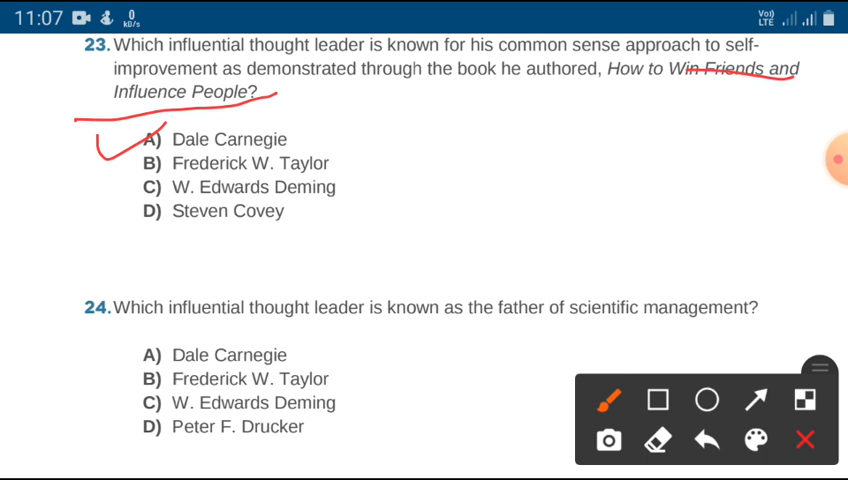 11:07 0 KB/s Vo)) LTE
23. Which influential thought leader is known for his common sense approach to self-
improvement as demonstrated through the book he authored, How to Win Friends and
Influence People?
A) Dale Carnegie
B) Frederick W. Taylor
C) W. Edwards Deming
D) Steven Covey
24. Which influential thought leader is known as the father of scientific management?
A) Dale Carnegie
B) Frederick W. Taylor
C) W. Edwards Deming
D) Peter F. Drucker